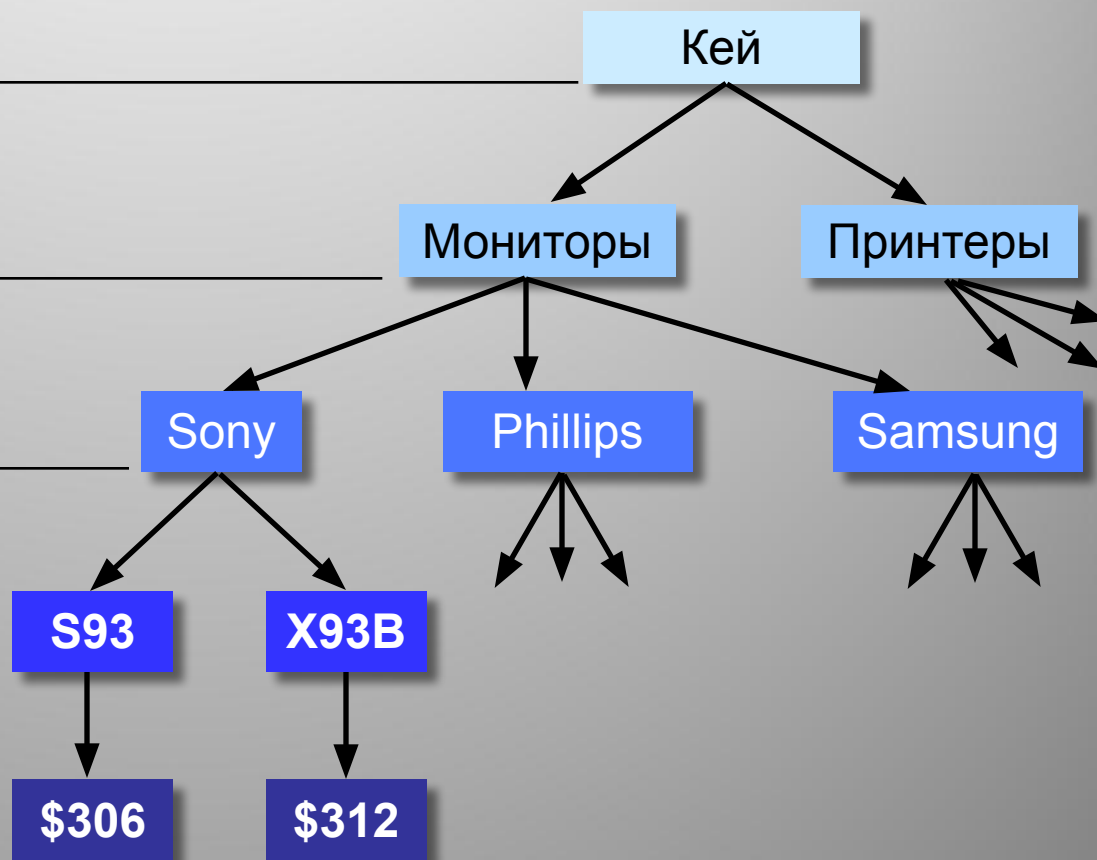 Кей
Мониторы
Принтеры
Sony
Phillips
Samsung
S93
X93B
$306
$312